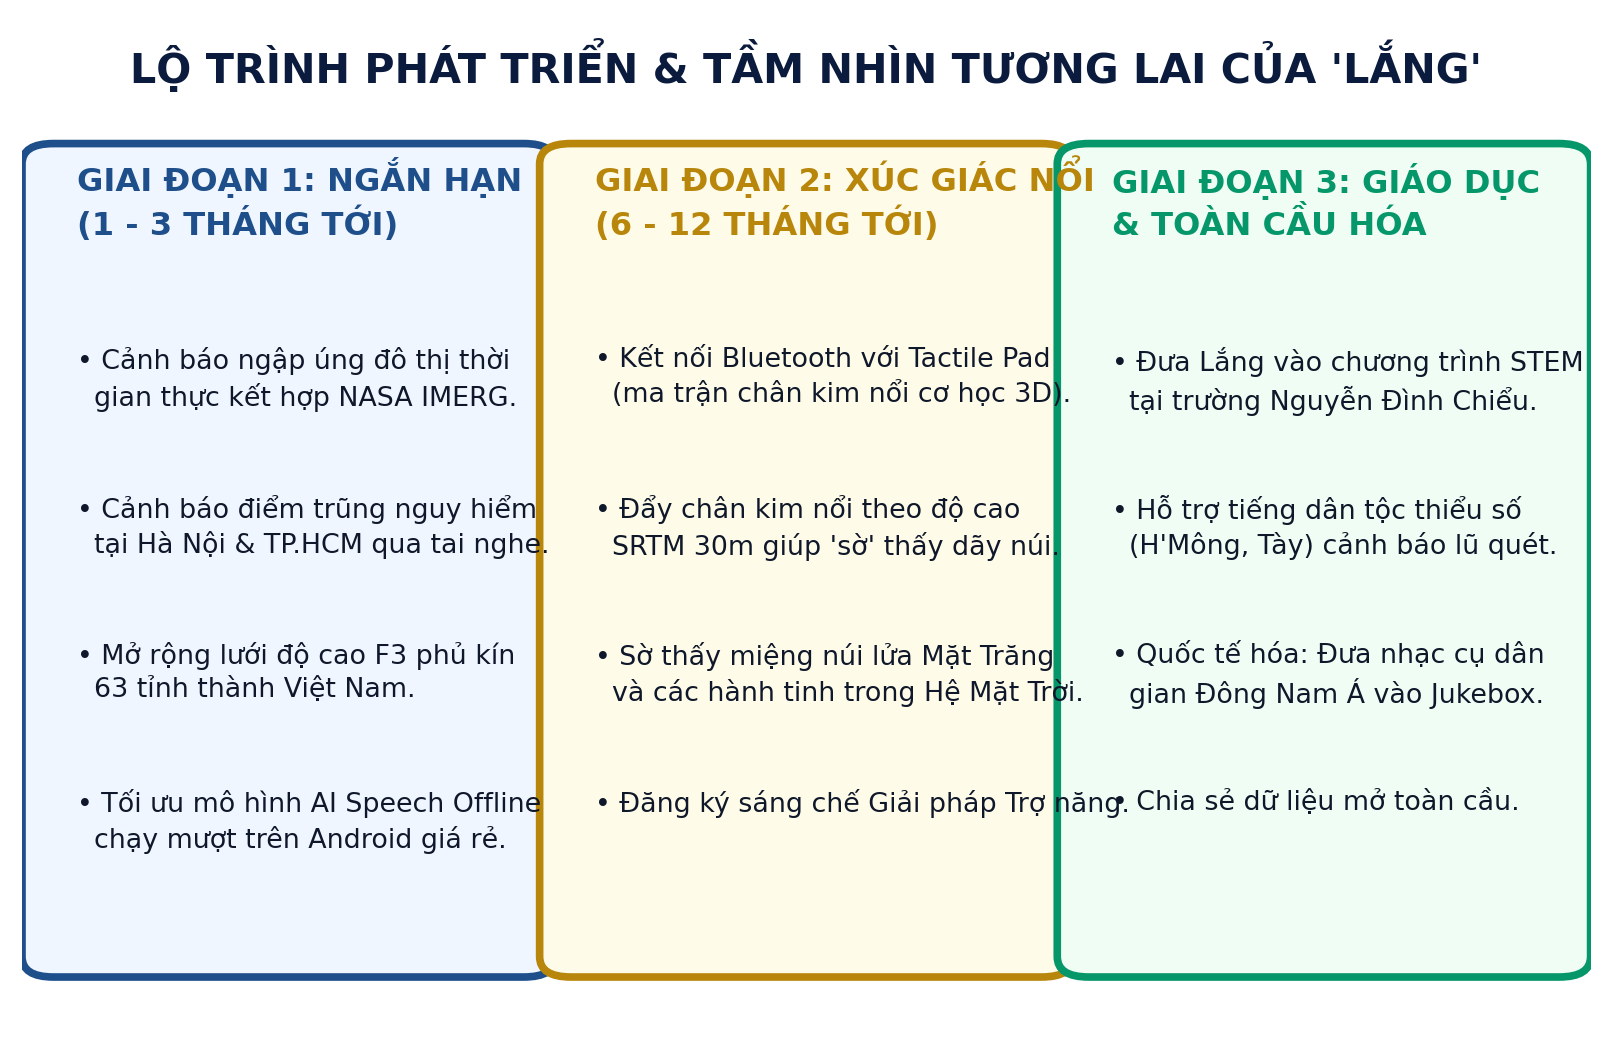 LỘ TRÌNH PHÁT TRIỂN & TẦM NHÌN TƯƠNG LAI CỦA 'LẮNG'
GIAI ĐOẠN 1: NGẮN HẠN
(1 - 3 THÁNG TỚI)
• Cảnh báo ngập úng đô thị thời
gian thực kết hợp NASA IMERG.
• Cảnh báo điểm trũng nguy hiểm
tại Hà Nội & TP.HCM qua tai nghe.
• Mở rộng lưới độ cao F3 phủ kín
63 tỉnh thành Việt Nam.
• Tối ưu mô hình AI Speech Offline
chạy mượt trên Android giá rẻ.
GIAI ĐOẠN 2: XÚC GIÁC NỔI
(6 - 12 THÁNG TỚI)
• Kết nối Bluetooth với Tactile Pad
(ma trận chân kim nổi cơ học 3D).
• Đẩy chân kim nổi theo độ cao
SRTM 30m giúp 'sờ' thấy dãy núi.
• Sờ thấy miệng núi lửa Mặt Trăng
và các hành tinh trong Hệ Mặt Trời.
• Đăng ký sáng chế Giải pháp Trợ năng.
GIAI ĐOẠN 3: GIÁO DỤC
& TOÀN CẦU HÓA
• Đưa Lắng vào chương trình STEM
tại trường Nguyễn Đình Chiểu.
• Hỗ trợ tiếng dân tộc thiểu số
(H'Mông, Tày) cảnh báo lũ quét.
• Quốc tế hóa: Đưa nhạc cụ dân
gian Đông Nam Á vào Jukebox.
• Chia sẻ dữ liệu mở toàn cầu.